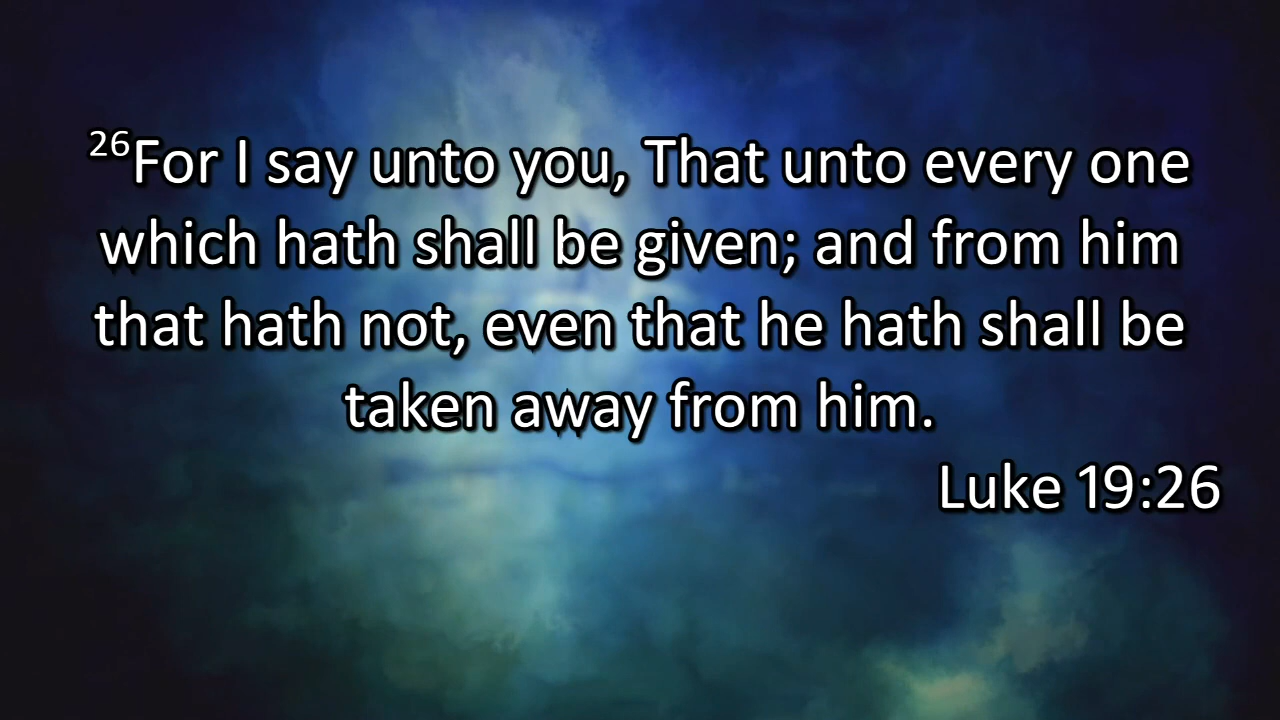 26For I say unto you, That unto every one
which hath shall be given; and from him
that hath not, even that he hath shall be
taken away from him.
Luke 19:26